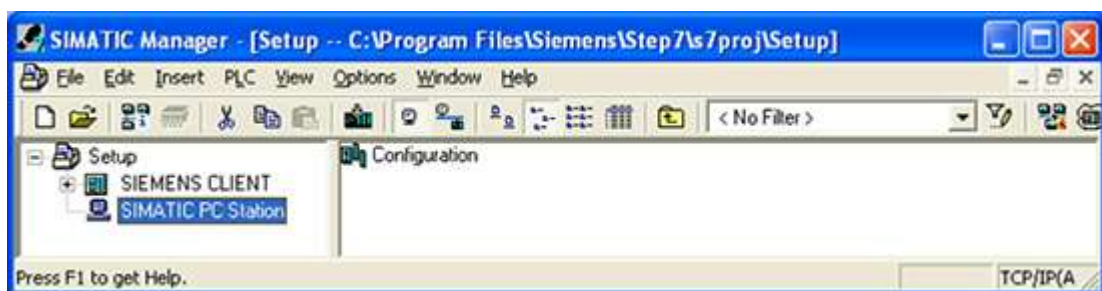 SIMATIC Manager - [Setup -- C:\Program Files\Siemens\Step7\s7proj\Setup]
File Edit Insert PLC View Options Window Help
< No Filter >
Setup
SIEMENS CLIENT
SIMATIC PC Station
Configuration
Press F1 to get Help.
TCP/IP(A